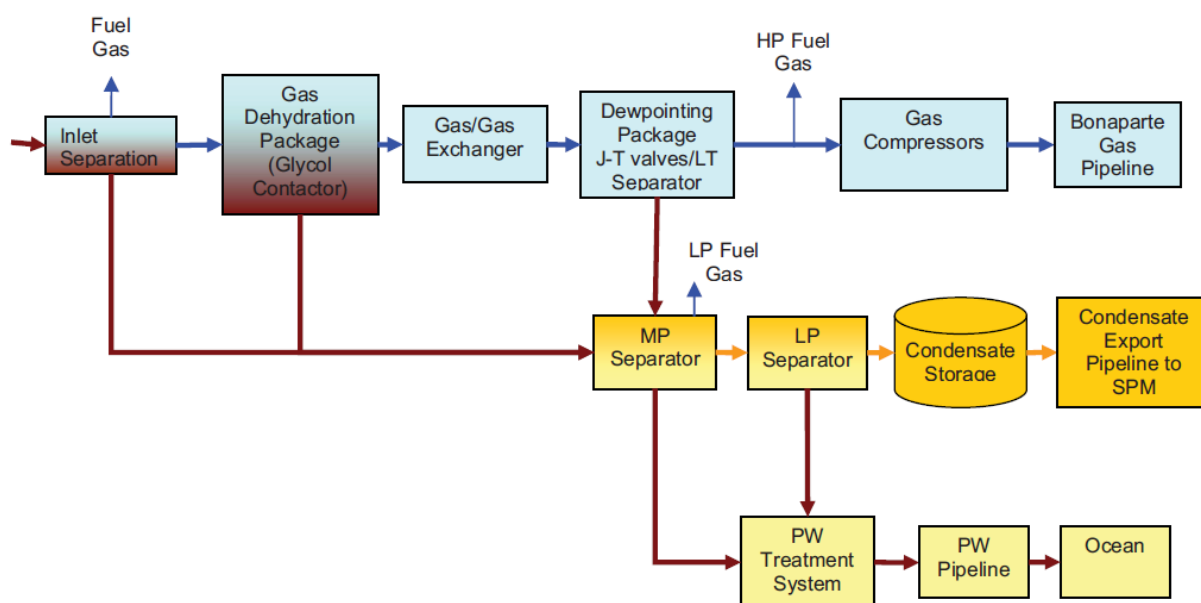 Fuel
Gas
HP Fuel
Gas
Inlet
Separation
Gas
Dehydration
Package
(Glycol
Contactor)
Gas/Gas
Exchanger
Dewpointing
Package
J-T valves/LT
Separator
Gas
Compressors
Bonaparte
Gas
Pipeline
LP Fuel
Gas
MP
Separator
LP
Separator
Condensate
Storage
Condensate
Export
Pipeline to
SPM
PW
Treatment
System
PW
Pipeline
Ocean